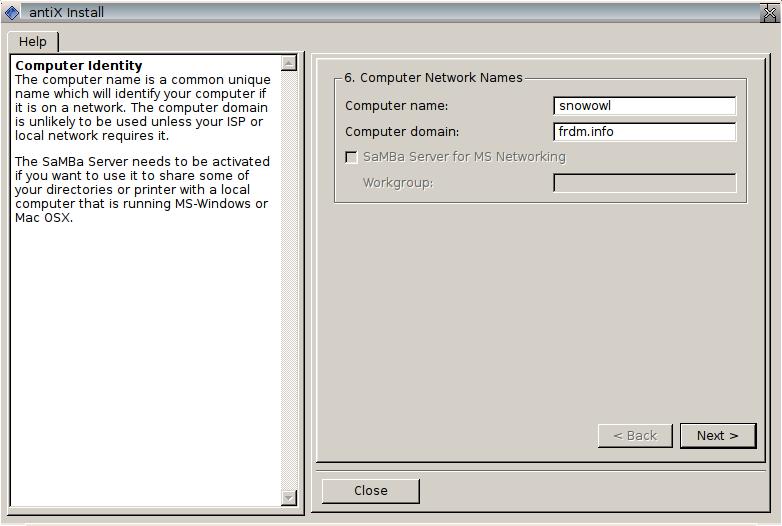 antiX Install
Help
Computer Identity
The computer name is a common unique
name which will identify your computer if
it is on a network. The computer domain
is unlikely to be used unless your ISP or
local network requires it.
The SaMBa Server needs to be activated
if you want to use it to share some of
your directories or printer with a local
computer that is running MS-Windows or
Mac OSX.
6. Computer Network Names
Computer name: snowowl
Computer domain: frdm.info
SaMBa Server for MS Networking
Workgroup:
< Back Next >
Close